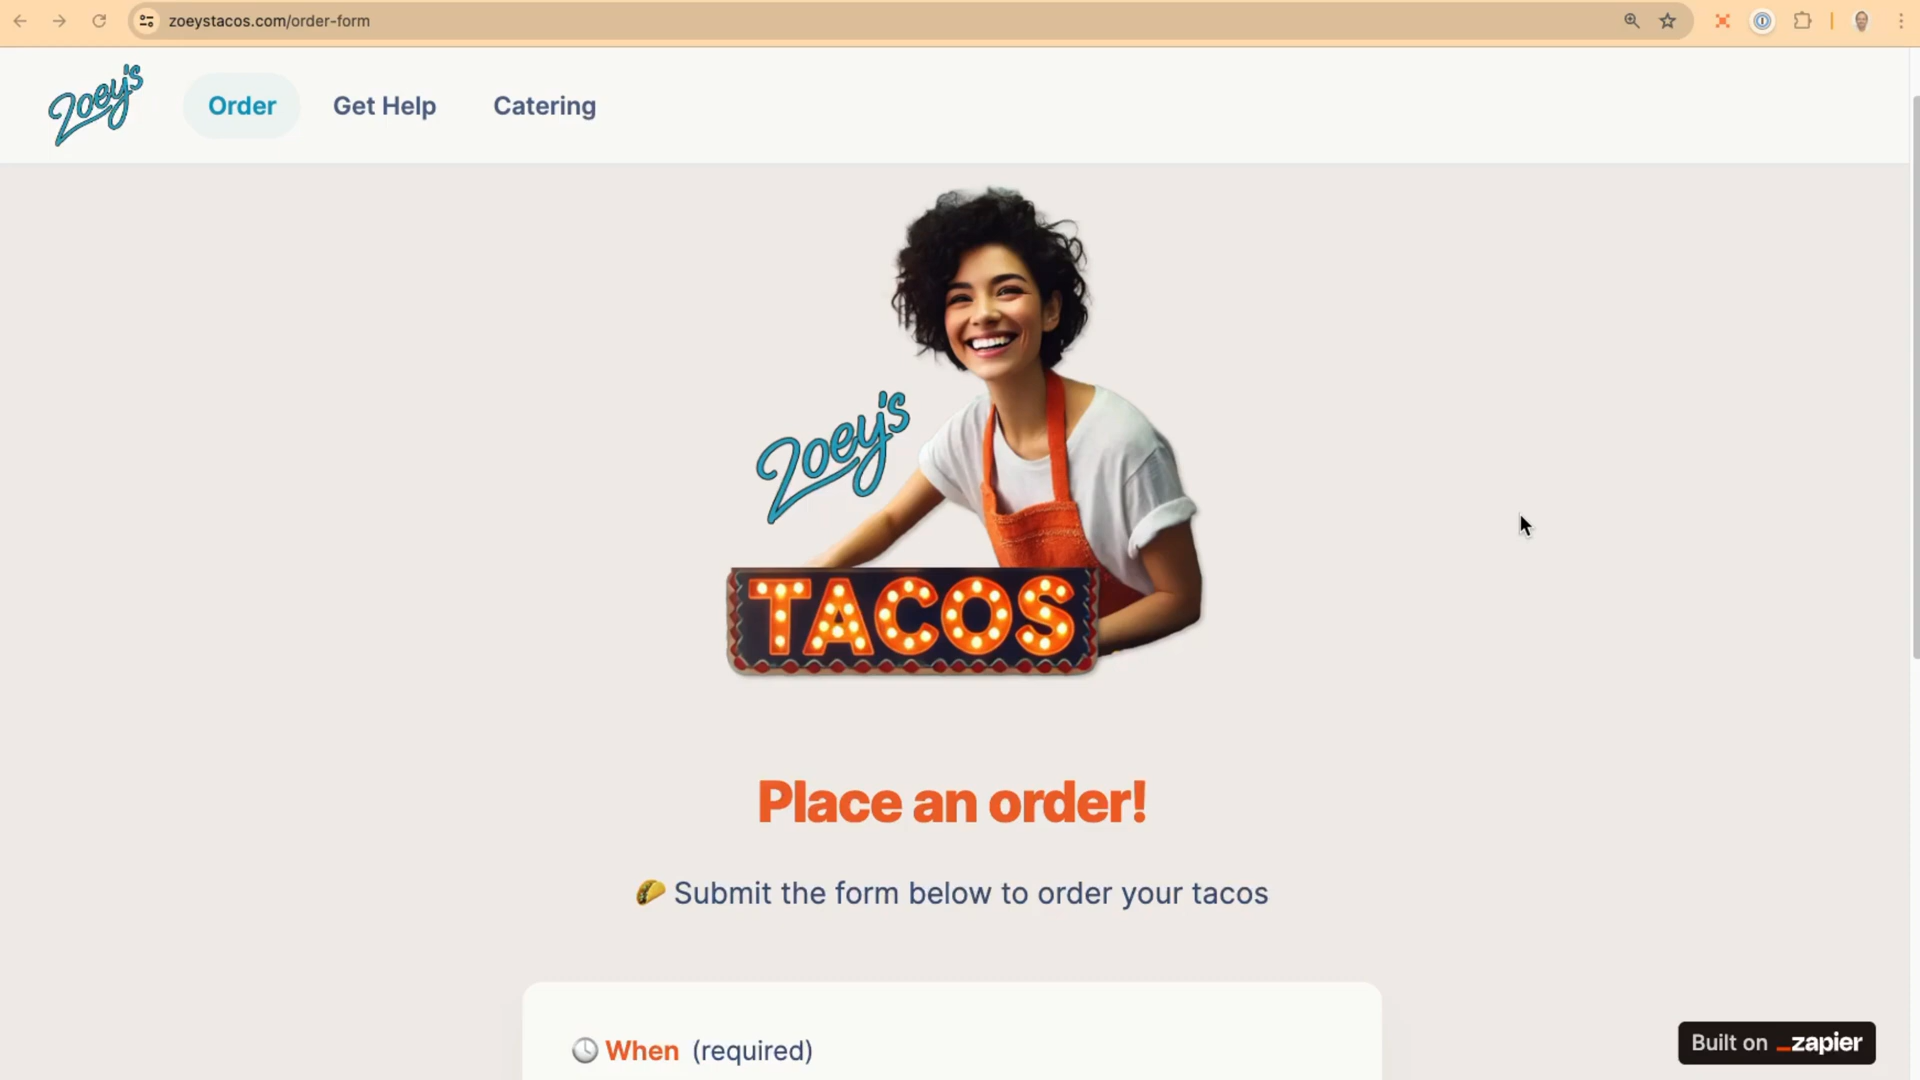 zoeystacos.com/order-form
Zoey's
Order
Get Help
Catering
Zoey's
TACOS
Place an order!
🌮 Submit the form below to order your tacos
🕓 When (required)
Built on _zapier